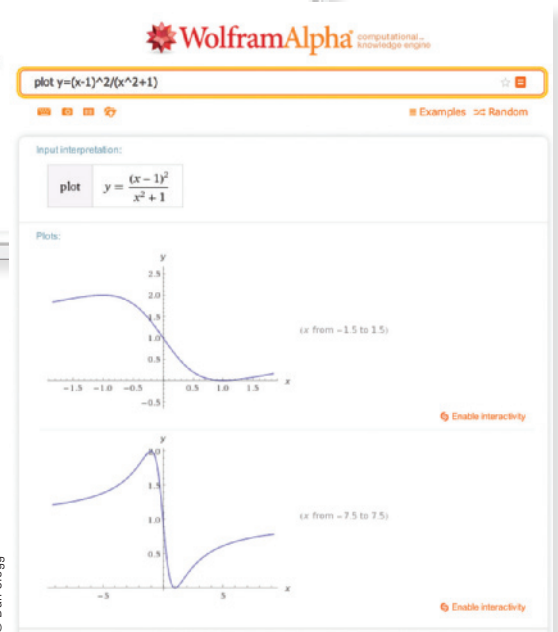 WolframAlpha computational... knowledge engine
plot y=(x-1)^2/(x^2+1)
Examples Random
Input interpretation:
plot y = (x − 1)² / x² + 1
Plots:
y
2.5
2.0
1.5
1.0
0.5
−1.5 −1.0 −0.5 0.5 1.0 1.5 x
−0.5
(x from −1.5 to 1.5)
Enable interactivity
y
2.0
1.5
1.0
0.5
−5 5 x
(x from −7.5 to 7.5)
Enable interactivity